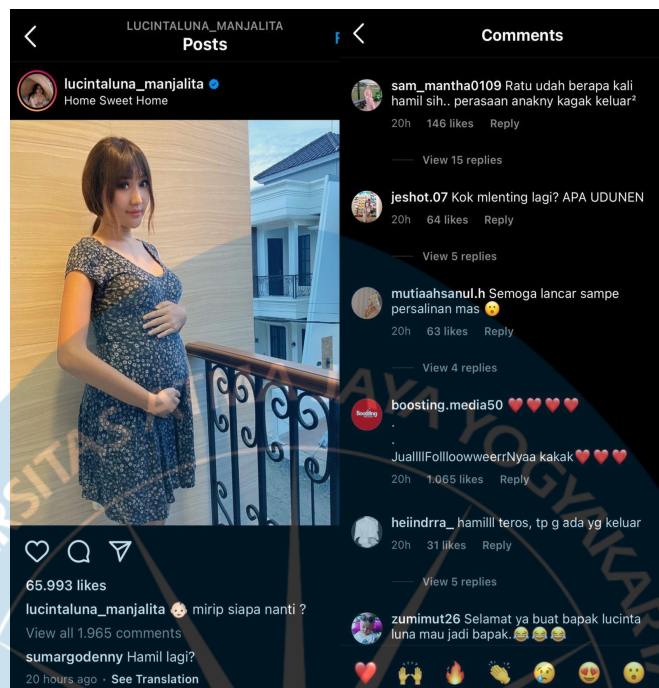 LUCINTALUNA_MANJALITA
Posts
lucintaluna_manjalita
Home Sweet Home
65.993 likes
lucintaluna_manjalita 👶🏻 mirip siapa nanti ?
View all 1.965 comments
sumargodenny Hamil lagi?
20 hours ago · See Translation
Comments
sam_mantha0109 Ratu udah berapa kali
hamil sih.. perasaan anakny kagak keluar²
20h 146 likes Reply
View 15 replies
jeshot.07 Kok mlenting lagi? APA UDUNEN
20h 64 likes Reply
View 5 replies
mutiaahsanul.h Semoga lancar sampe
persalinan mas 😮
20h 63 likes Reply
View 4 replies
Boosting
boosting.media50 ❤️ ❤️ ❤️ ❤️
.
.
JualllIFollloowweerrNyaa kakak❤️ ❤️ ❤️
20h 1.065 likes Reply
heiindrra_ hamilll teros, tp g ada yg keluar
20h 31 likes Reply
View 5 replies
zumimut26 Selamat ya buat bapak lucinta
luna mau jadi bapak.😂😂😂
ATMA JAYA YOGYAKARTA